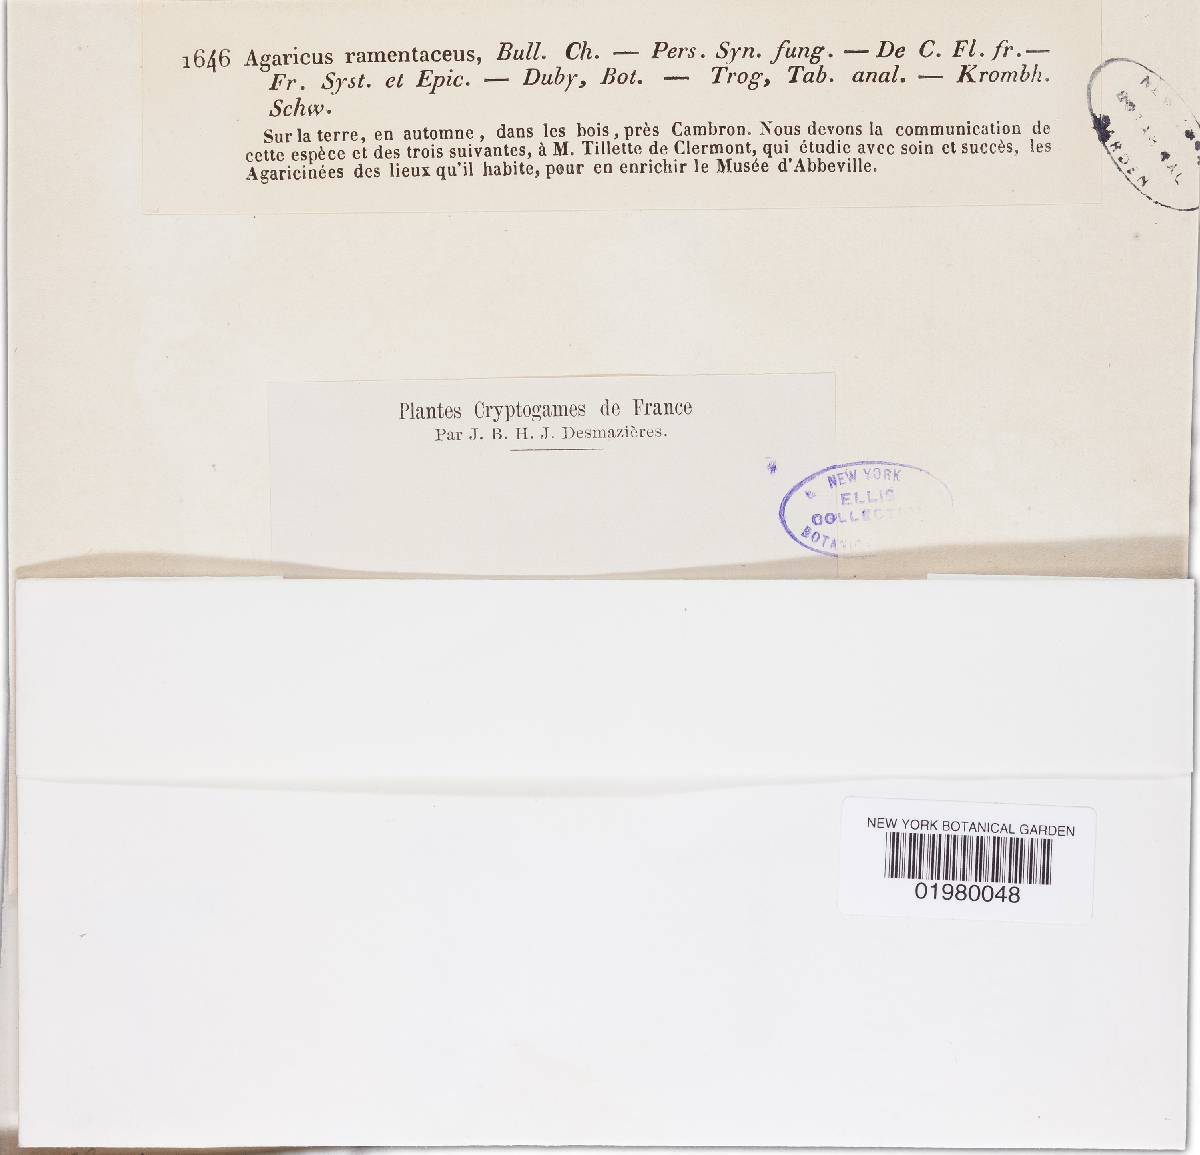 1646 Agaricus ramentaceus, Bull. Ch. — Pers. Syn. fung. — De C. Fl. fr. —
Fr. Syst. et Epic. — Duby, Bot. — Trog, Tab. anal. — Krombh.
Schw.
Sur la terre, en automne, dans les bois, près Cambron. Nous devons la communication de
cette espèce et des trois suivantes, à M. Tillette de Clermont, qui étudie avec soin et succès, les
Agaricinées des lieux qu'il habite, pour en enrichir le Musée d'Abbeville.
GARDEN
Plantes Cryptogames de France
Par J. B. H. J. Desmazières.
NEW YORK
ELLIS
NEW YORK BOTANICAL GARDEN
01980048